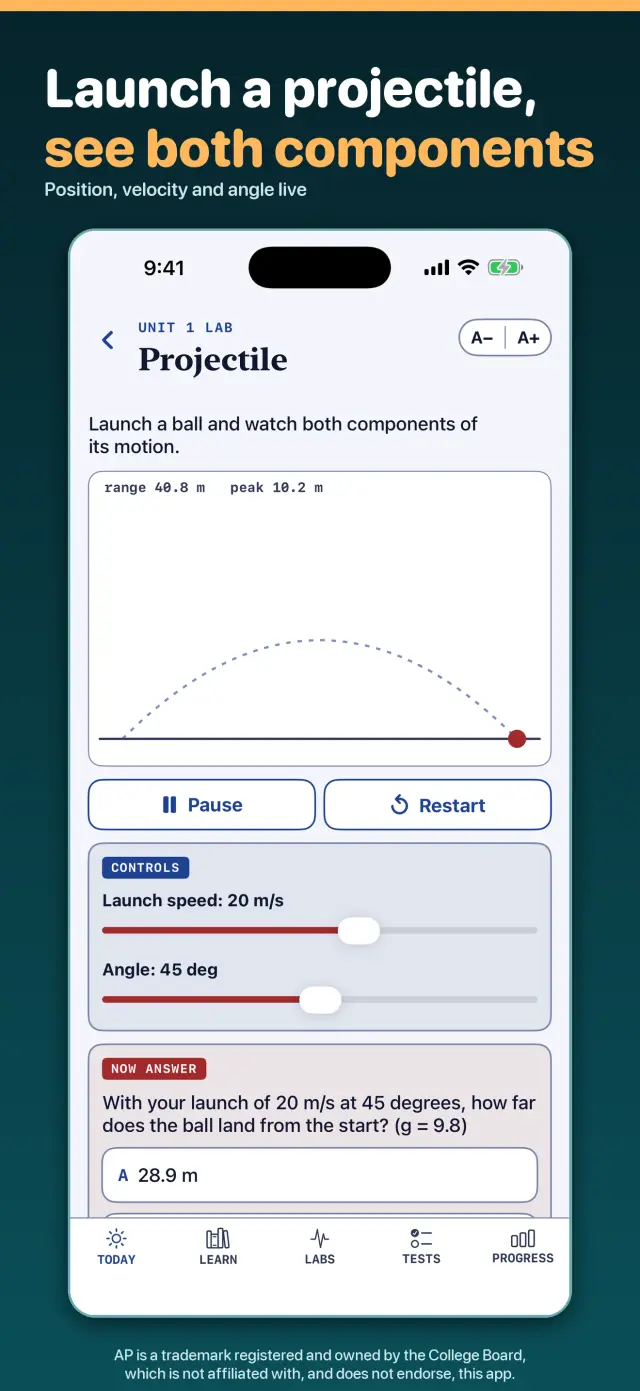 Launch a projectile,
see both components
Position, velocity and angle live
9:41
UNIT 1 LAB
Projectile
A− | A+
Launch a ball and watch both components of
its motion.
range 40.8 m peak 10.2 m
Pause
Restart
CONTROLS
Launch speed: 20 m/s
Angle: 45 deg
NOW ANSWER
With your launch of 20 m/s at 45 degrees, how far
does the ball land from the start? (g = 9.8)
A 28.9 m
TODAY
LEARN
LABS
TESTS
PROGRESS
AP is a trademark registered and owned by the College Board,
which is not affiliated with, and does not endorse, this app.